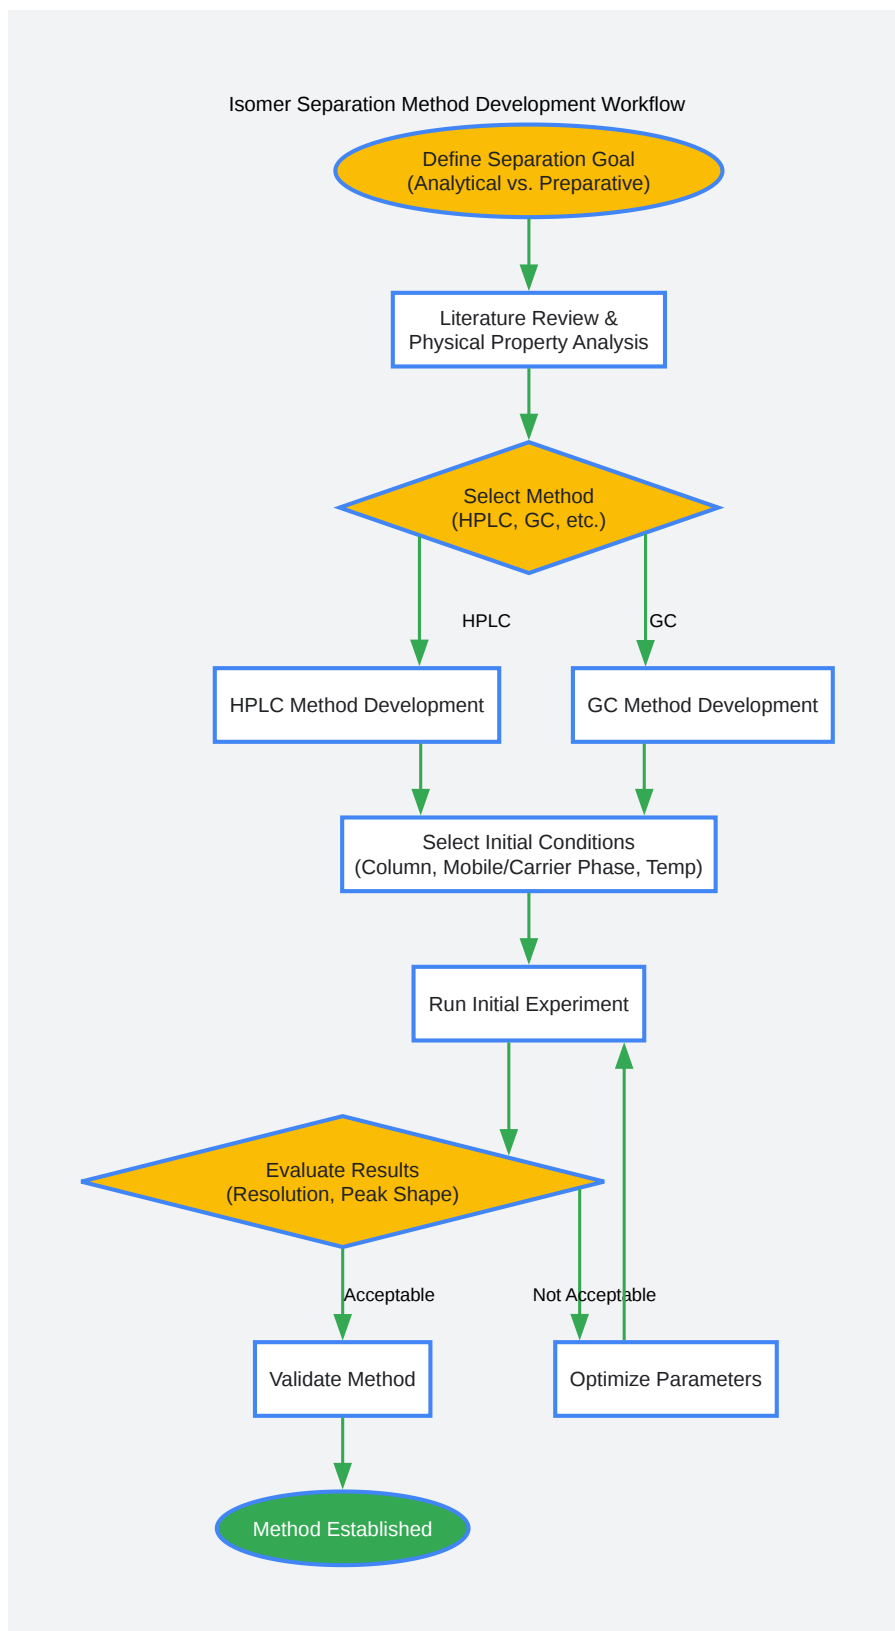 Isomer Separation Method Development Workflow
Define Separation Goal
(Analytical vs. Preparative)
Literature Review &
Physical Property Analysis
Select Method
(HPLC, GC, etc.)
HPLC
GC
HPLC Method Development
GC Method Development
Select Initial Conditions
(Column, Mobile/Carrier Phase, Temp)
Run Initial Experiment
Evaluate Results
(Resolution, Peak Shape)
Acceptable
Not Acceptable
Validate Method
Optimize Parameters
Method Established